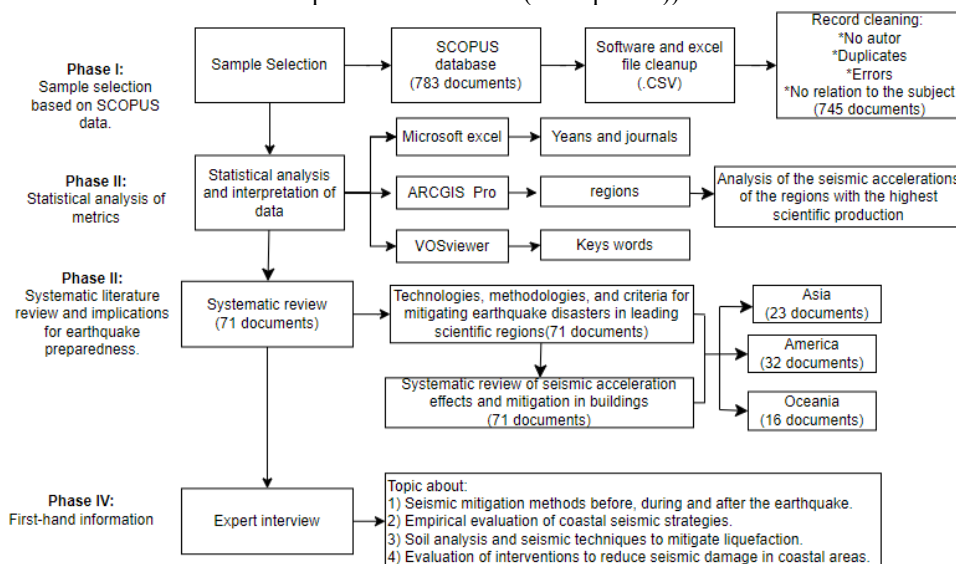 Phase I:
Sample selection
based on SCOPUS
data.
Sample Selection
SCOPUS
database
(783 documents)
Software and excel
file cleanup
(.CSV)
Record cleaning:
*No autor
*Duplicates
*Errors
*No relation to the subject
(745 documents)
Phase II:
Statistical analysis of
metrics
Statistical analysis
and interpretation of
data
Microsoft excel
Yeans and journals
ARCGIS Pro
regions
Analysis of the seismic accelerations
of the regions with the highest
scientific production
VOSviewer
Keys words
Phase II:
Systematic literature
review and implications
for earthquake
preparedness.
Systematic review
(71 documents)
Technologies, methodologies, and criteria for
mitigating earthquake disasters in leading
scientific regions(71 documents)
Systematic review of seismic acceleration
effects and mitigation in buildings
(71 documents)
Asia
(23 documents)
America
(32 documents)
Oceania
(16 documents)
Phase IV:
First-hand information
Expert interview
Topic about:
1) Seismic mitigation methods before, during and after the earthquake.
2) Empirical evaluation of coastal seismic strategies.
3) Soil analysis and seismic techniques to mitigate liquefaction.
4) Evaluation of interventions to reduce seismic damage in coastal areas.